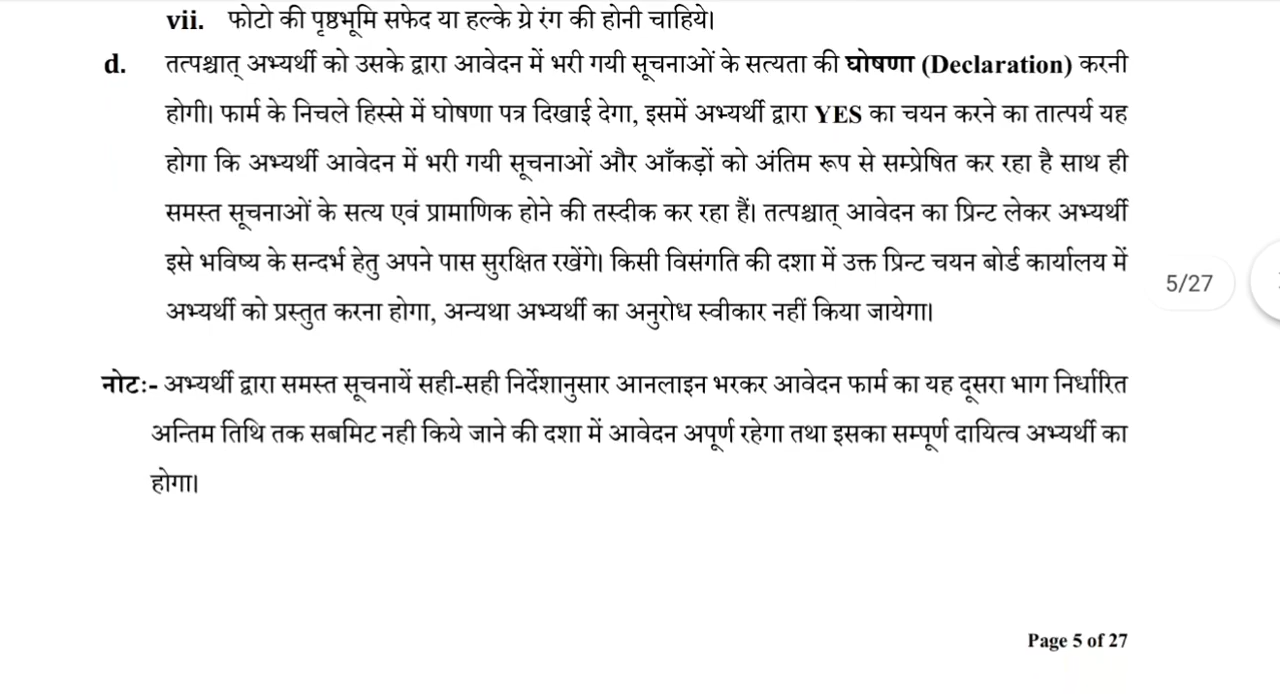 vii. फोटो की पृष्ठभूमि सफेद या हल्के ग्रे रंग की होनी चाहिये।
d. तत्पश्चात् अभ्यर्थी को उसके द्वारा आवेदन में भरी गयी सूचनाओं के सत्यता की घोषणा (Declaration) करनी
होगी। फार्म के निचले हिस्से में घोषणा पत्र दिखाई देगा, इसमें अभ्यर्थी द्वारा YES का चयन करने का तात्पर्य यह
होगा कि अभ्यर्थी आवेदन में भरी गयी सूचनाओं और आँकड़ों को अंतिम रूप से सम्प्रेषित कर रहा है साथ ही
समस्त सूचनाओं के सत्य एवं प्रामाणिक होने की तस्दीक कर रहा हैं। तत्पश्चात् आवेदन का प्रिन्ट लेकर अभ्यर्थी
इसे भविष्य के सन्दर्भ हेतु अपने पास सुरक्षित रखेंगे। किसी विसंगति की दशा में उक्त प्रिन्ट चयन बोर्ड कार्यालय में
अभ्यर्थी को प्रस्तुत करना होगा, अन्यथा अभ्यर्थी का अनुरोध स्वीकार नहीं किया जायेगा।
5/27
नोटः- अभ्यर्थी द्वारा समस्त सूचनायें सही-सही निर्देशानुसार आनलाइन भरकर आवेदन फार्म का यह दूसरा भाग निर्धारित
अन्तिम तिथि तक सबमिट नही किये जाने की दशा में आवेदन अपूर्ण रहेगा तथा इसका सम्पूर्ण दायित्व अभ्यर्थी का
होगा।
Page 5 of 27